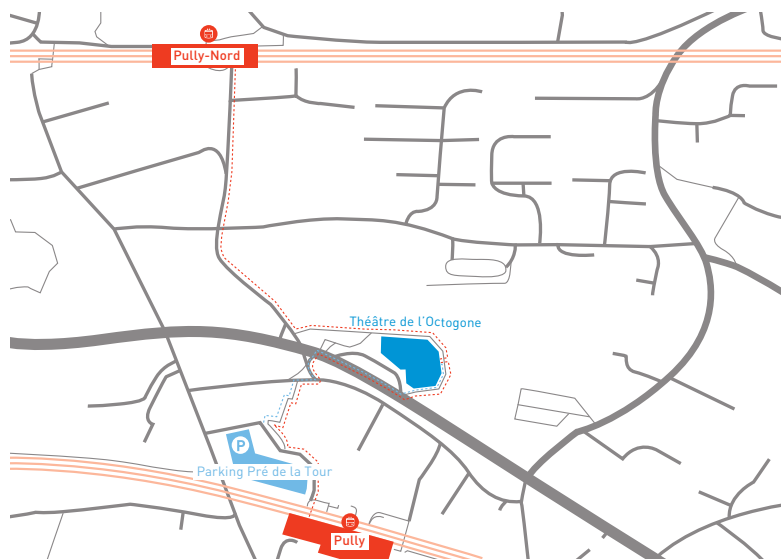 Pully-Nord
Théâtre de l'Octogone
P
Parking Pré de la Tour
Pully